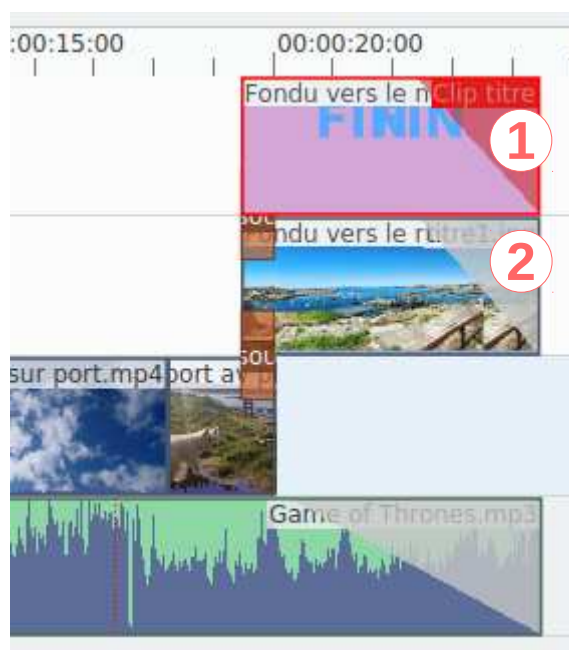 :00:15:00 00:00:20:00
Fondu vers le n Clip titre
FININ
1
ndu vers le r titre1
2
sur port.mp4 port av
Game of Thrones.mp3